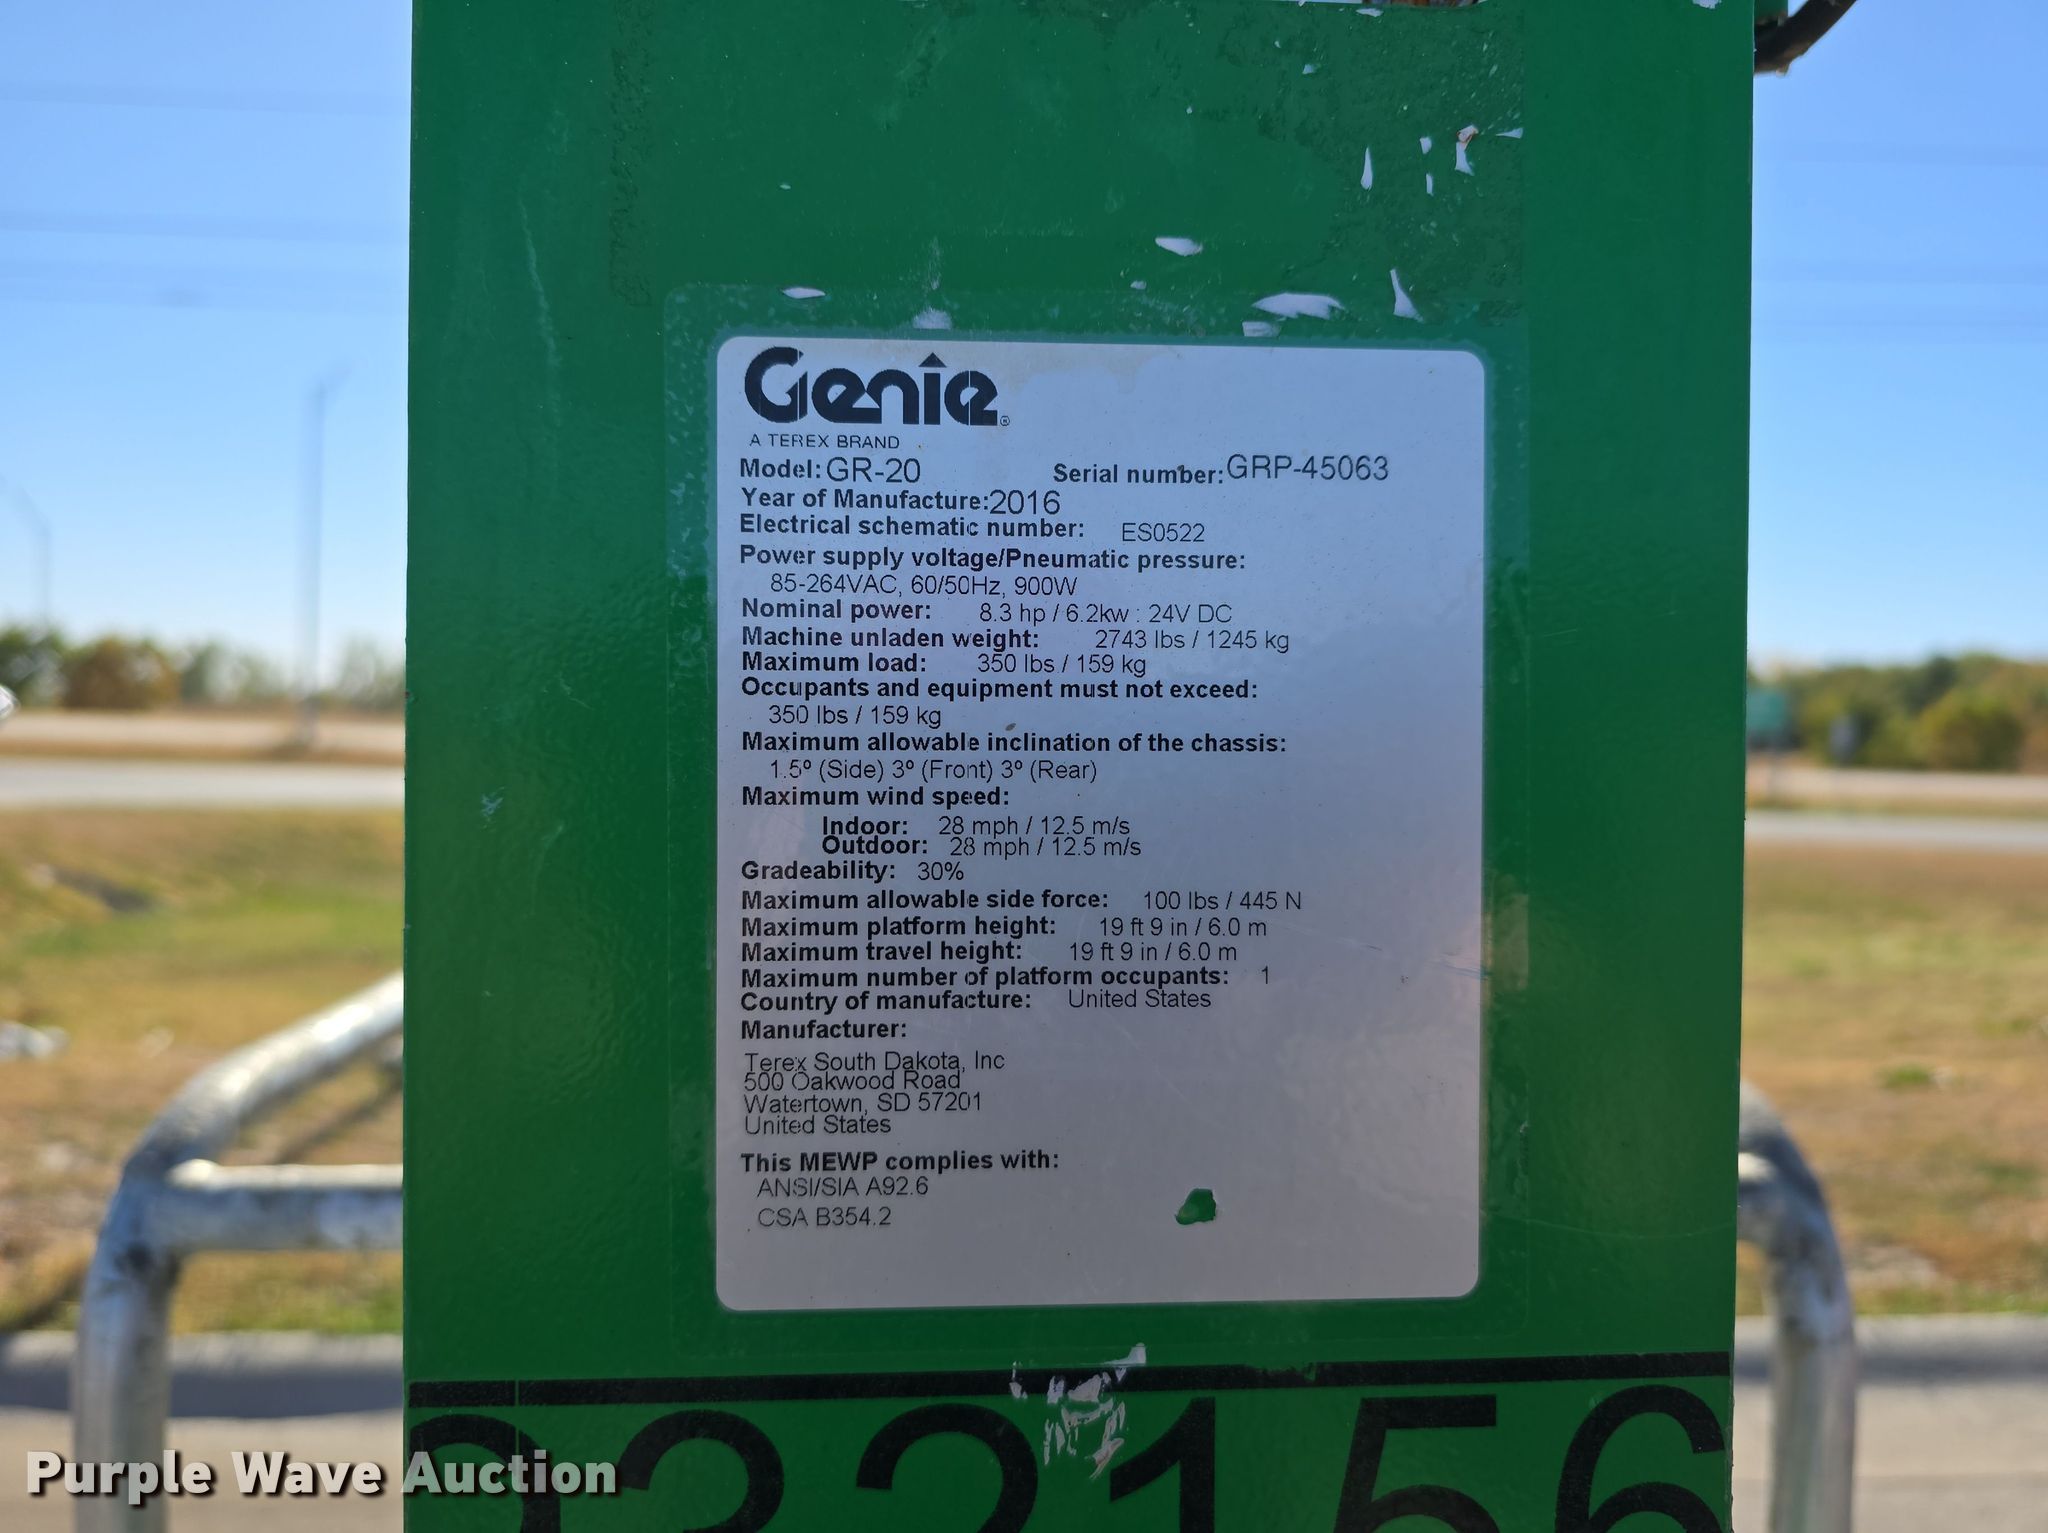 Genie®
A TEREX BRAND
Model: GR-20 Serial number: GRP-45063
Year of Manufacture: 2016
Electrical schematic number: ES0522
Power supply voltage/Pneumatic pressure:
85-264VAC, 60/50Hz, 900W
Nominal power: 8.3 hp / 6.2kw : 24V DC
Machine unladen weight: 2743 lbs / 1245 kg
Maximum load: 350 lbs / 159 kg
Occupants and equipment must not exceed:
350 lbs / 159 kg
Maximum allowable inclination of the chassis:
1.5º (Side) 3º (Front) 3º (Rear)
Maximum wind speed:
Indoor: 28 mph / 12.5 m/s
Outdoor: 28 mph / 12.5 m/s
Gradeability: 30%
Maximum allowable side force: 100 lbs / 445 N
Maximum platform height: 19 ft 9 in / 6.0 m
Maximum travel height: 19 ft 9 in / 6.0 m
Maximum number of platform occupants: 1
Country of manufacture: United States
Manufacturer:
Terex South Dakota, Inc
500 Oakwood Road
Watertown, SD 57201
United States
This MEWP complies with:
ANSI/SIA A92.6
CSA B354.2
Purple Wave Auction